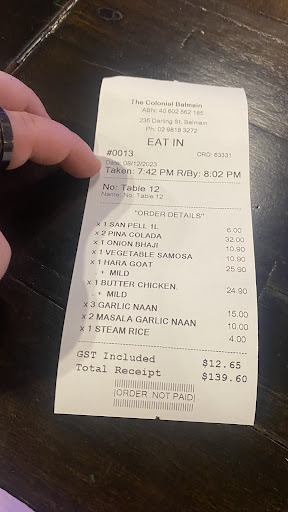 The Colonial Balmain
ABN: 40 602 562 185
235 Darling St, Balmain
Ph: 02 9818 3272
EAT IN
#0013 ORD: 83331
Date: 08/12/2023
Taken: 7:42 PM R/By: 8:02 PM
No: Table 12
Name: No: Table 12
"ORDER DETAILS"
x 1 SAN PELL 1L 6.00
x 2 PINA COLADA 32.00
x 1 ONION BHAJI 10.90
x 1 VEGETABLE SAMOSA 10.90
x 1 HARA GOAT 25.90
+ MILD
x 1 BUTTER CHICKEN. 24.90
+ MILD
x 3 GARLIC NAAN 15.00
x 2 MASALA GARLIC NAAN 10.00
x 1 STEAM RICE 4.00
GST Included $12.65
Total Receipt $139.60
ORDER NOT PAID